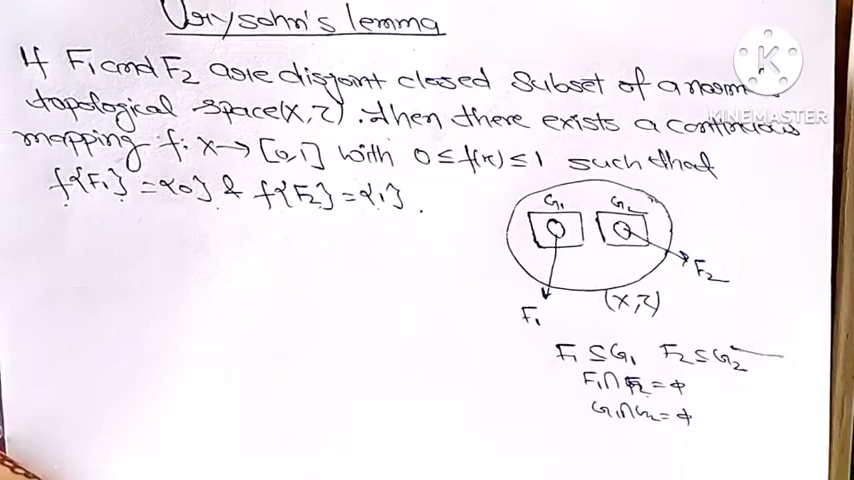 Urysohn's lemma
If F₁ and F₂ are disjoint closed subset of a
topological space (X,τ). Then there exists a continuous
mapping f: X→[0,1] with 0≤f(x)≤1 such that
f{F₁} = {0} & f{F₂} = {1}.
G₁ G₂
F₂
F₁
(X,τ)
F₁ ⊆ G₁ F₂ ⊆ G₂
F₁∩F₂ = ϕ
G₁∩G₂ = ϕ
K
KINEMASTER